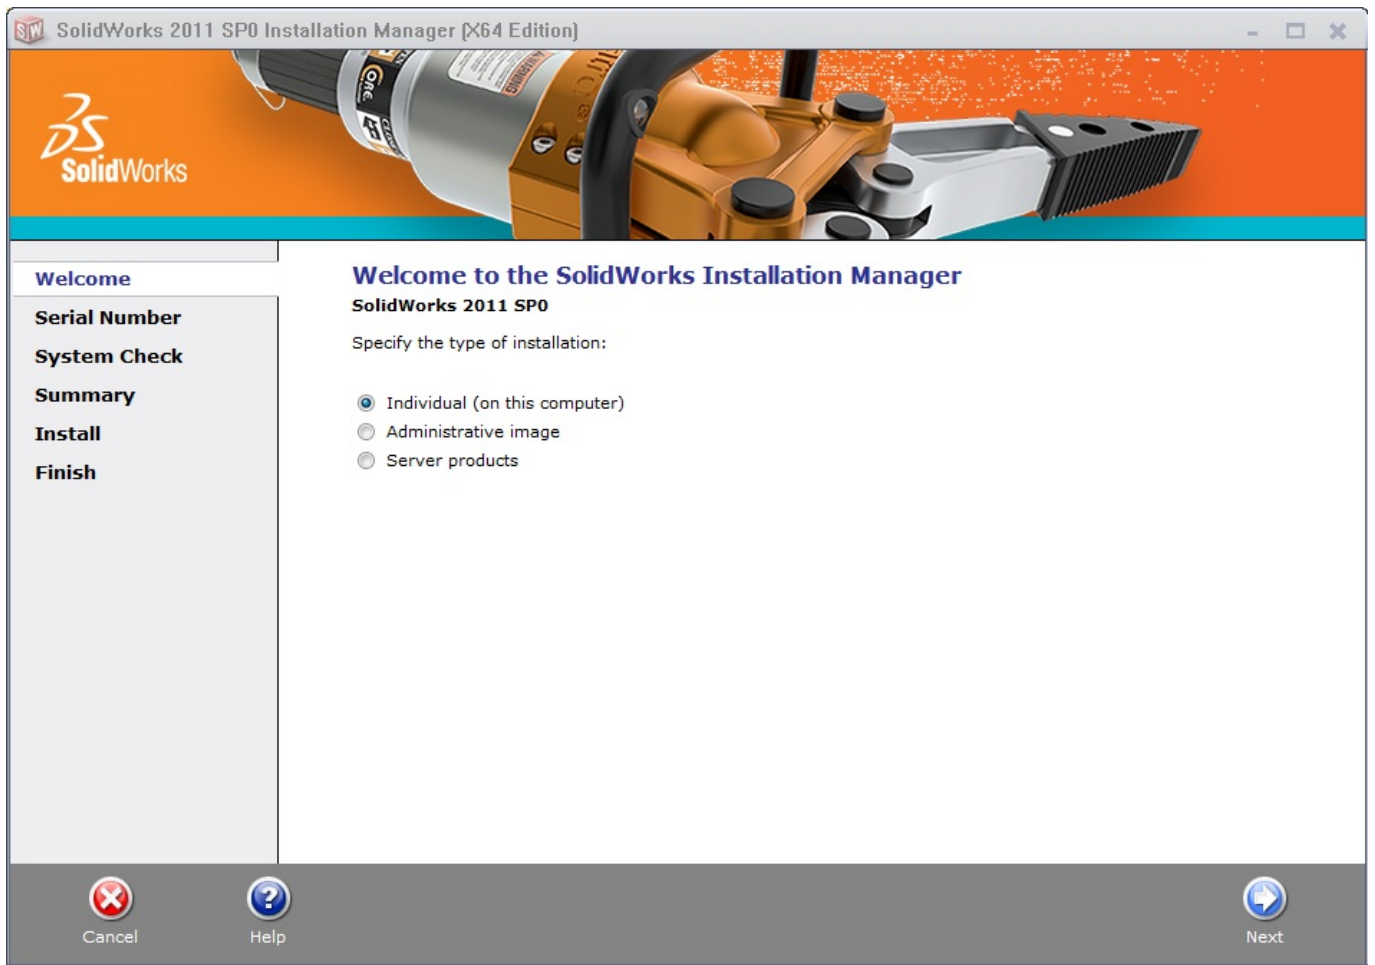 SolidWorks 2011 SP0 Installation Manager (X64 Edition)
CORE.
WARNING
SolidWorks
Welcome
Serial Number
System Check
Summary
Install
Finish
Welcome to the SolidWorks Installation Manager
SolidWorks 2011 SP0
Specify the type of installation:
Individual (on this computer)
Administrative image
Server products
Cancel
Help
Next